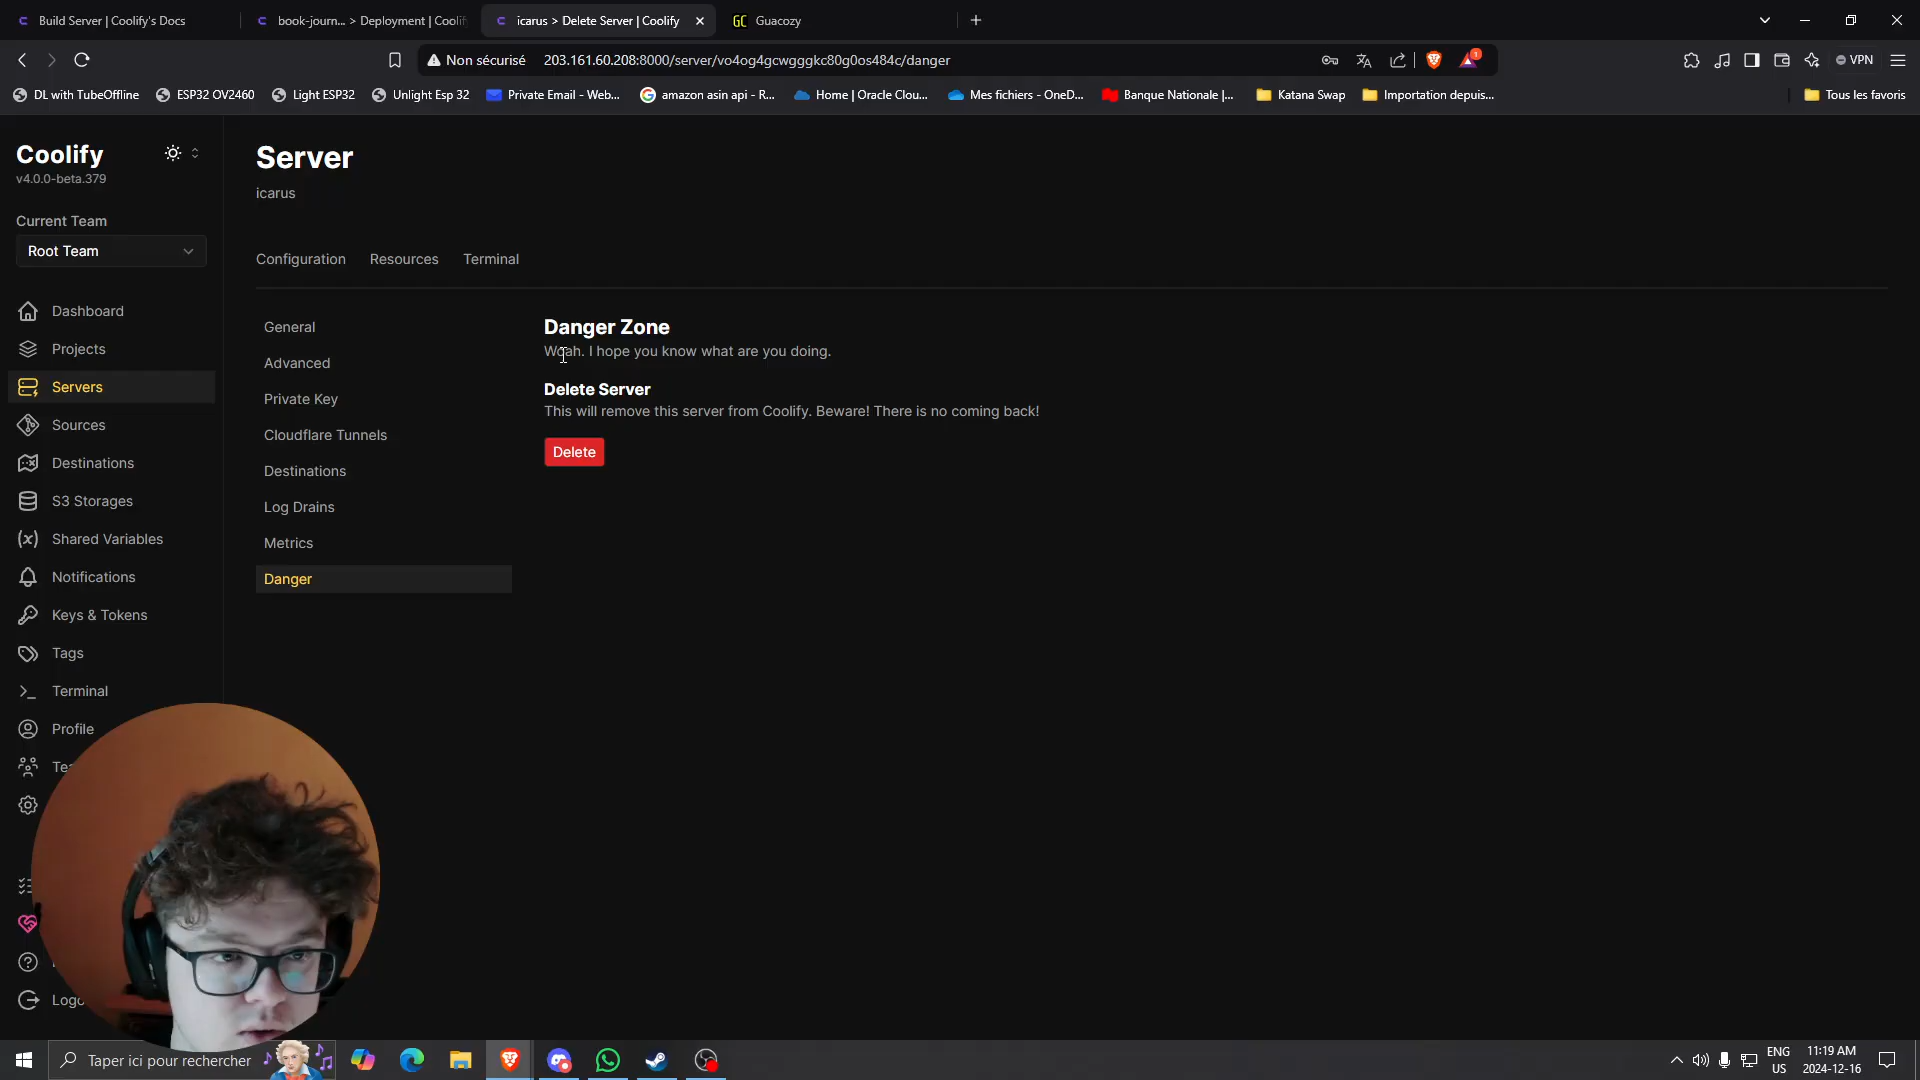 Build Server | Coolify's Docs
book-journ... > Deployment | Coolify
icarus > Delete Server | Coolify
GC Guacozy
Non sécurisé 203.161.60.208:8000/server/vo4og4gcwgggkc80g0os484c/danger
1
VPN
DL with TubeOffline
ESP32 OV2460
Light ESP32
Unlight Esp 32
Private Email - Web...
amazon asin api - R...
Home | Oracle Clou...
Mes fichiers - OneD...
Banque Nationale |...
Katana Swap
Importation depuis...
Tous les favoris
Coolify
v4.0.0-beta.379
Current Team
Root Team
Dashboard
Projects
Servers
Sources
Destinations
S3 Storages
Shared Variables
Notifications
Keys & Tokens
Tags
Terminal
Profile
Server
icarus
Configuration
Resources
Terminal
General
Advanced
Private Key
Cloudflare Tunnels
Destinations
Log Drains
Metrics
Danger
Danger Zone
Woah. I hope you know what are you doing.
Delete Server
This will remove this server from Coolify. Beware! There is no coming back!
Delete
Taper ici pour rechercher
ENG
US
11:19 AM
2024-12-16